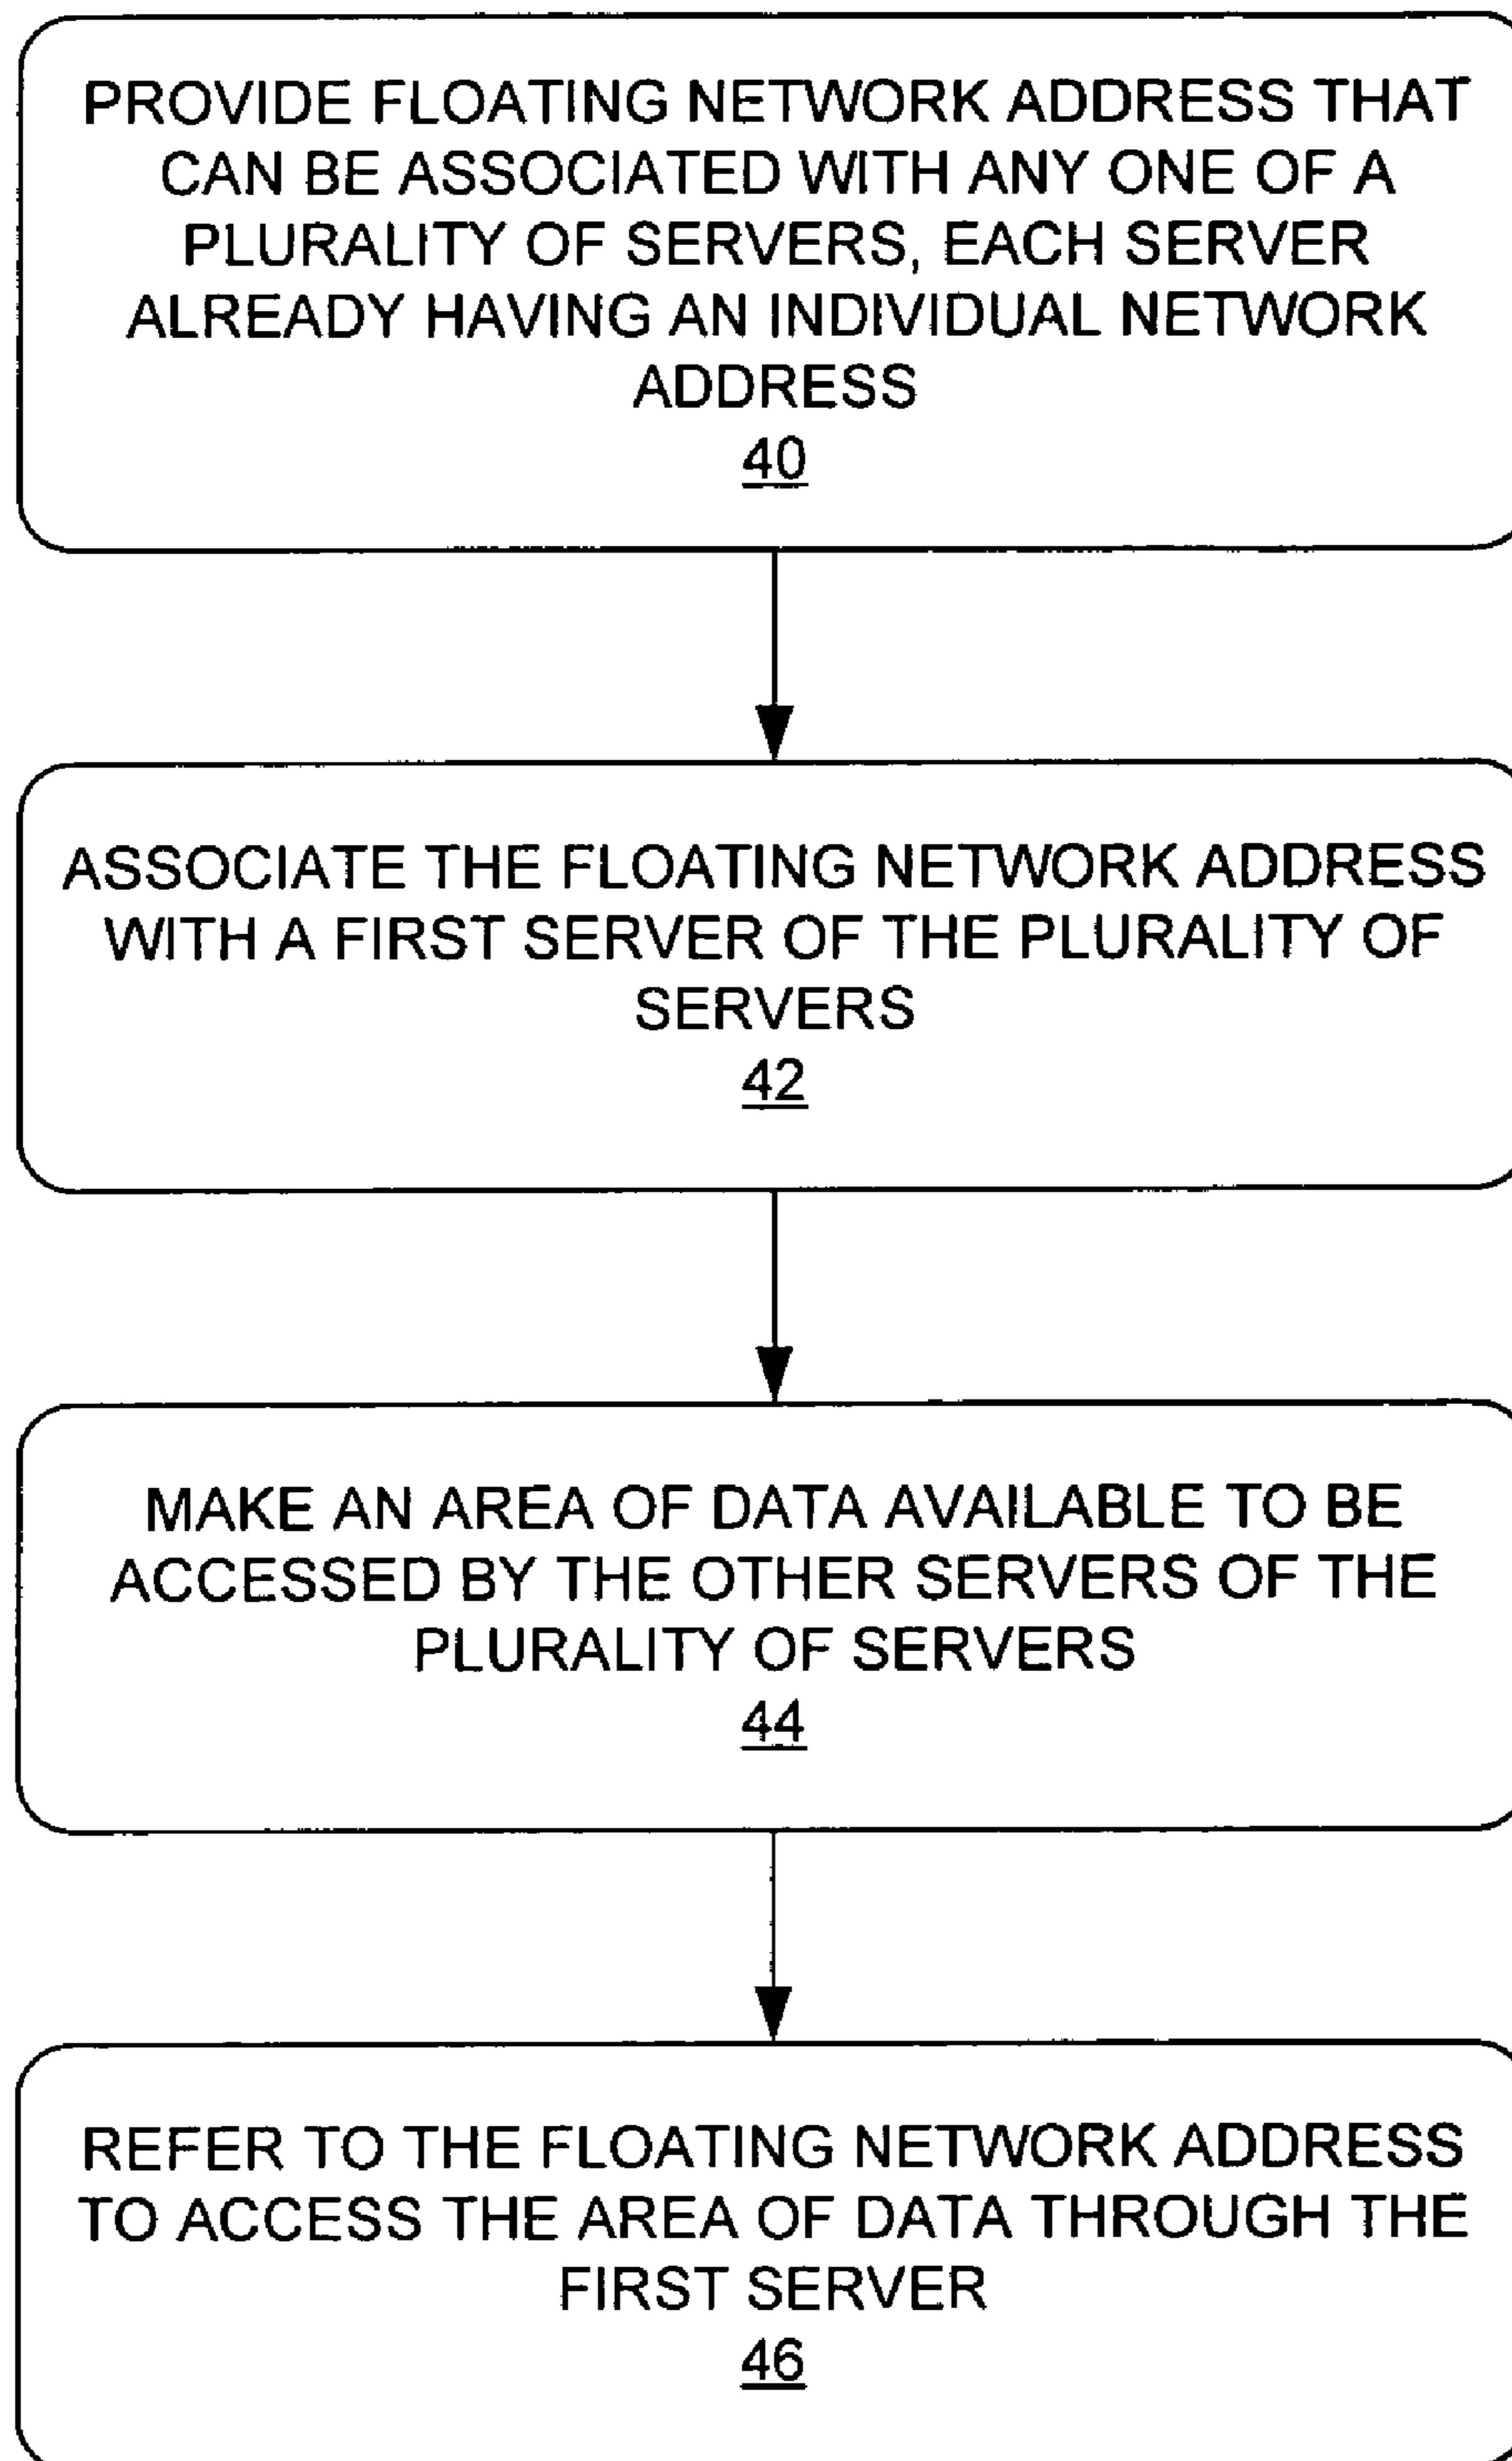 PROVIDE FLOATING NETWORK ADDRESS THAT
CAN BE ASSOCIATED WITH ANY ONE OF A
PLURALITY OF SERVERS, EACH SERVER
ALREADY HAVING AN INDIVIDUAL NETWORK
ADDRESS
40
ASSOCIATE THE FLOATING NETWORK ADDRESS
WITH A FIRST SERVER OF THE PLURALITY OF
SERVERS
42
MAKE AN AREA OF DATA AVAILABLE TO BE
ACCESSED BY THE OTHER SERVERS OF THE
PLURALITY OF SERVERS
44
REFER TO THE FLOATING NETWORK ADDRESS
TO ACCESS THE AREA OF DATA THROUGH THE
FIRST SERVER
46